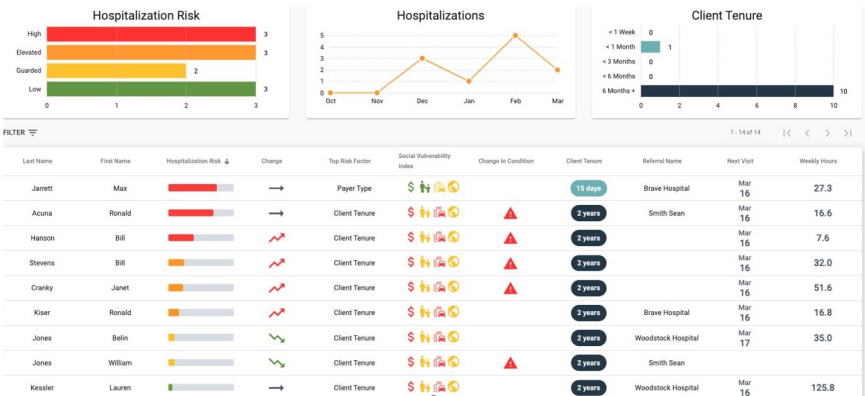 Hospitalization Risk
High 3
Elevated 3
Guarded 2
Low 3
0 1 2 3
Hospitalizations
5
4
3
2
1
0
Oct Nov Dec Jan Feb Mar
Client Tenure
< 1 Week 0
< 1 Month 1
< 3 Months 0
< 6 Months 0
6 Months + 10
0 2 4 6 8 10
FILTER
1 - 14 of 14
Last Name First Name Hospitalization Risk Change Top Risk Factor Social Vulnerability Index Change In Condition Client Tenure Referral Name Next Visit Weekly Hours
Jarrett Max Payer Type 15 days Brave Hospital Mar 16 27.3
Acuna Ronald Client Tenure 2 years Smith Sean Mar 16 16.6
Hanson Bill Client Tenure 2 years Mar 16 7.6
Stevens Bill Client Tenure 2 years Mar 16 32.0
Cranky Janet Client Tenure 2 years Mar 16 51.6
Kiser Ronald Client Tenure 2 years Brave Hospital Mar 16 16.8
Jones Belin Client Tenure 2 years Woodstock Hospital Mar 17 35.0
Jones William Client Tenure 2 years Smith Sean
Kessler Lauren Client Tenure 2 years Woodstock Hospital Mar 16 125.8